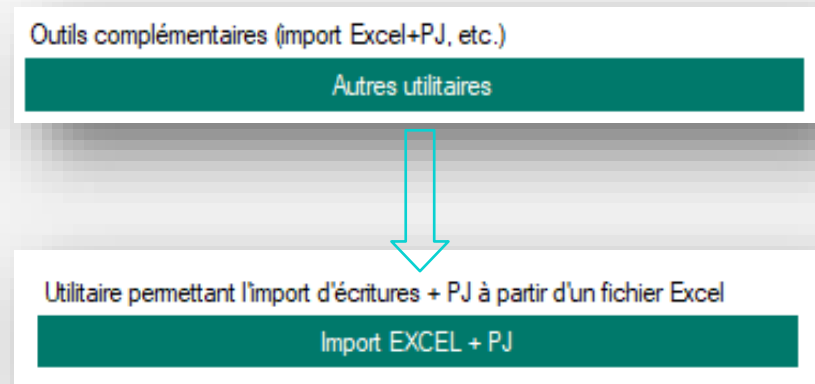 Outils complémentaires (import Excel+PJ, etc.)
Autres utilitaires
Utilitaire permettant l'import d'écritures + PJ à partir d'un fichier Excel
Import EXCEL + PJ